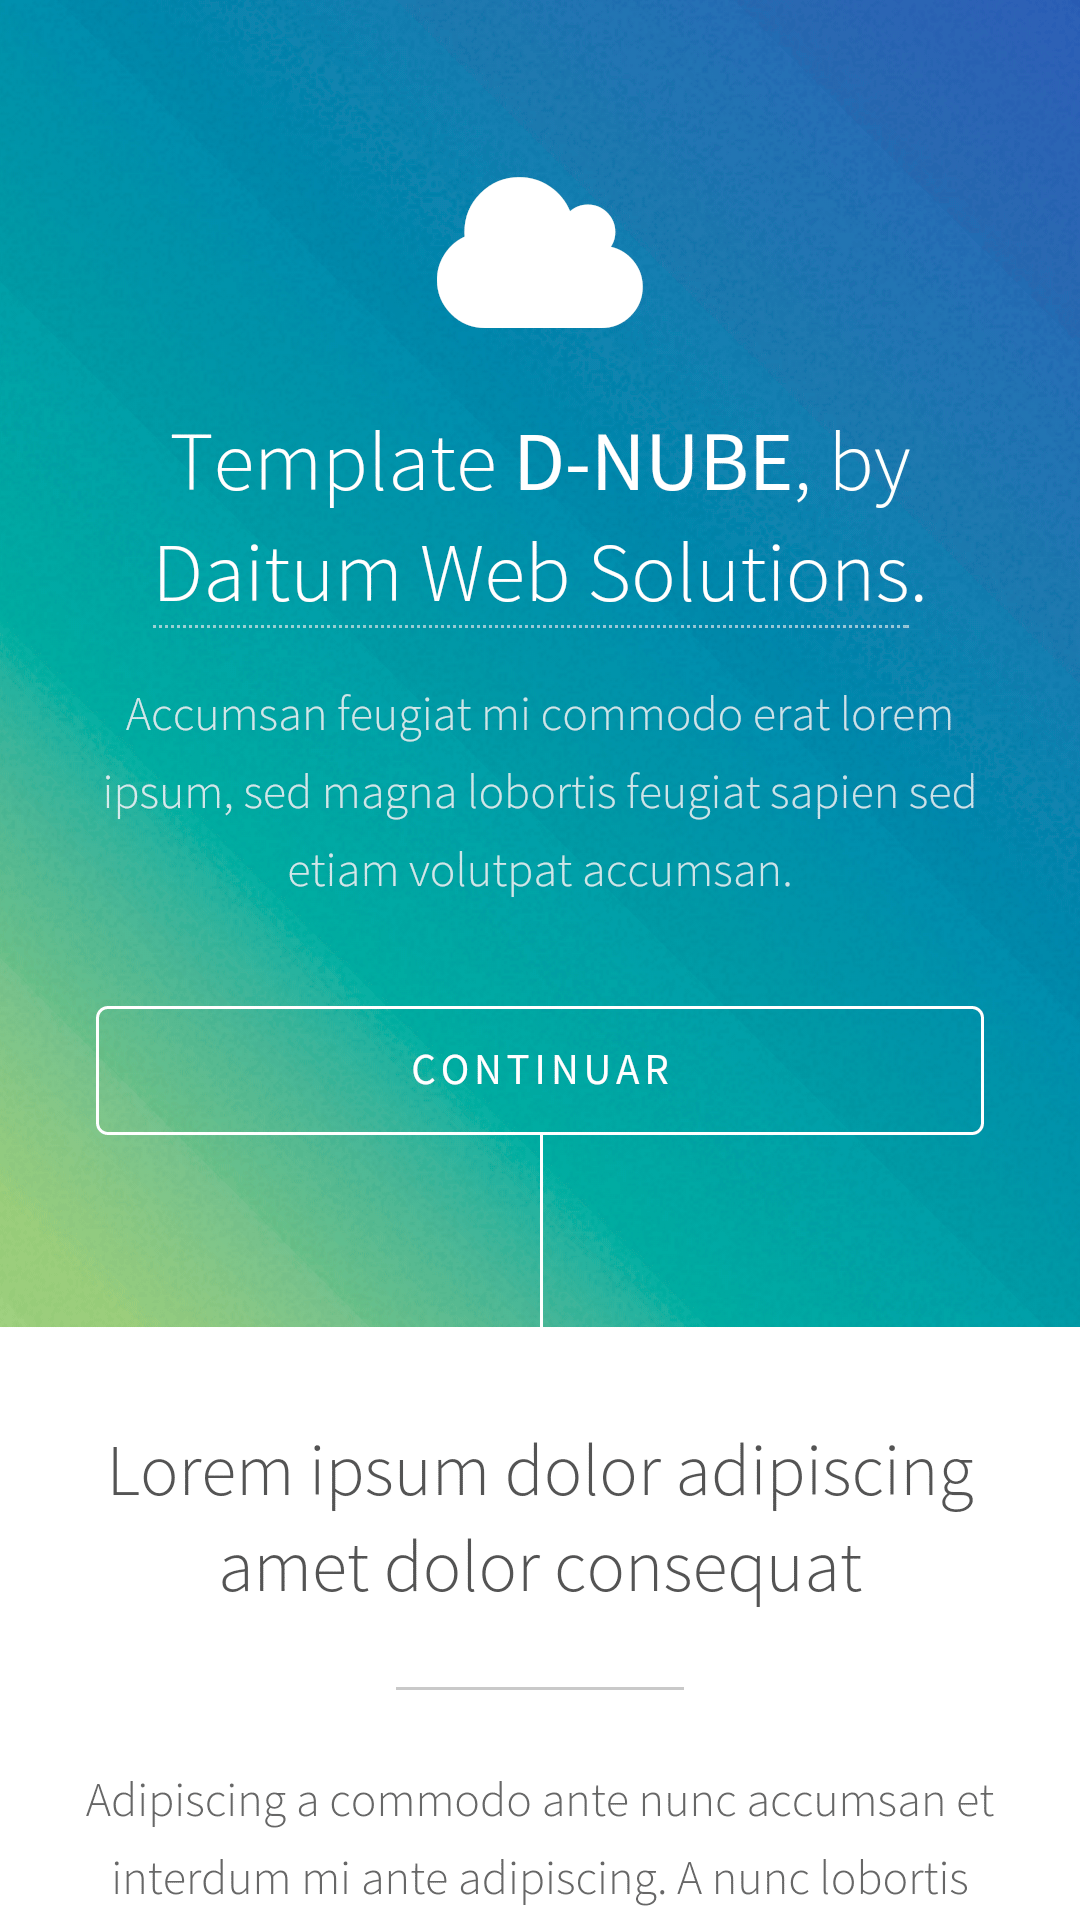 Template D-NUBE, by
Daitum Web Solutions.
Accumsan feugiat mi commodo erat lorem
ipsum, sed magna lobortis feugiat sapien sed
etiam volutpat accumsan.
CONTINUAR
Lorem ipsum dolor adipiscing
amet dolor consequat
Adipiscing a commodo ante nunc accumsan et
interdum mi ante adipiscing. A nunc lobortis